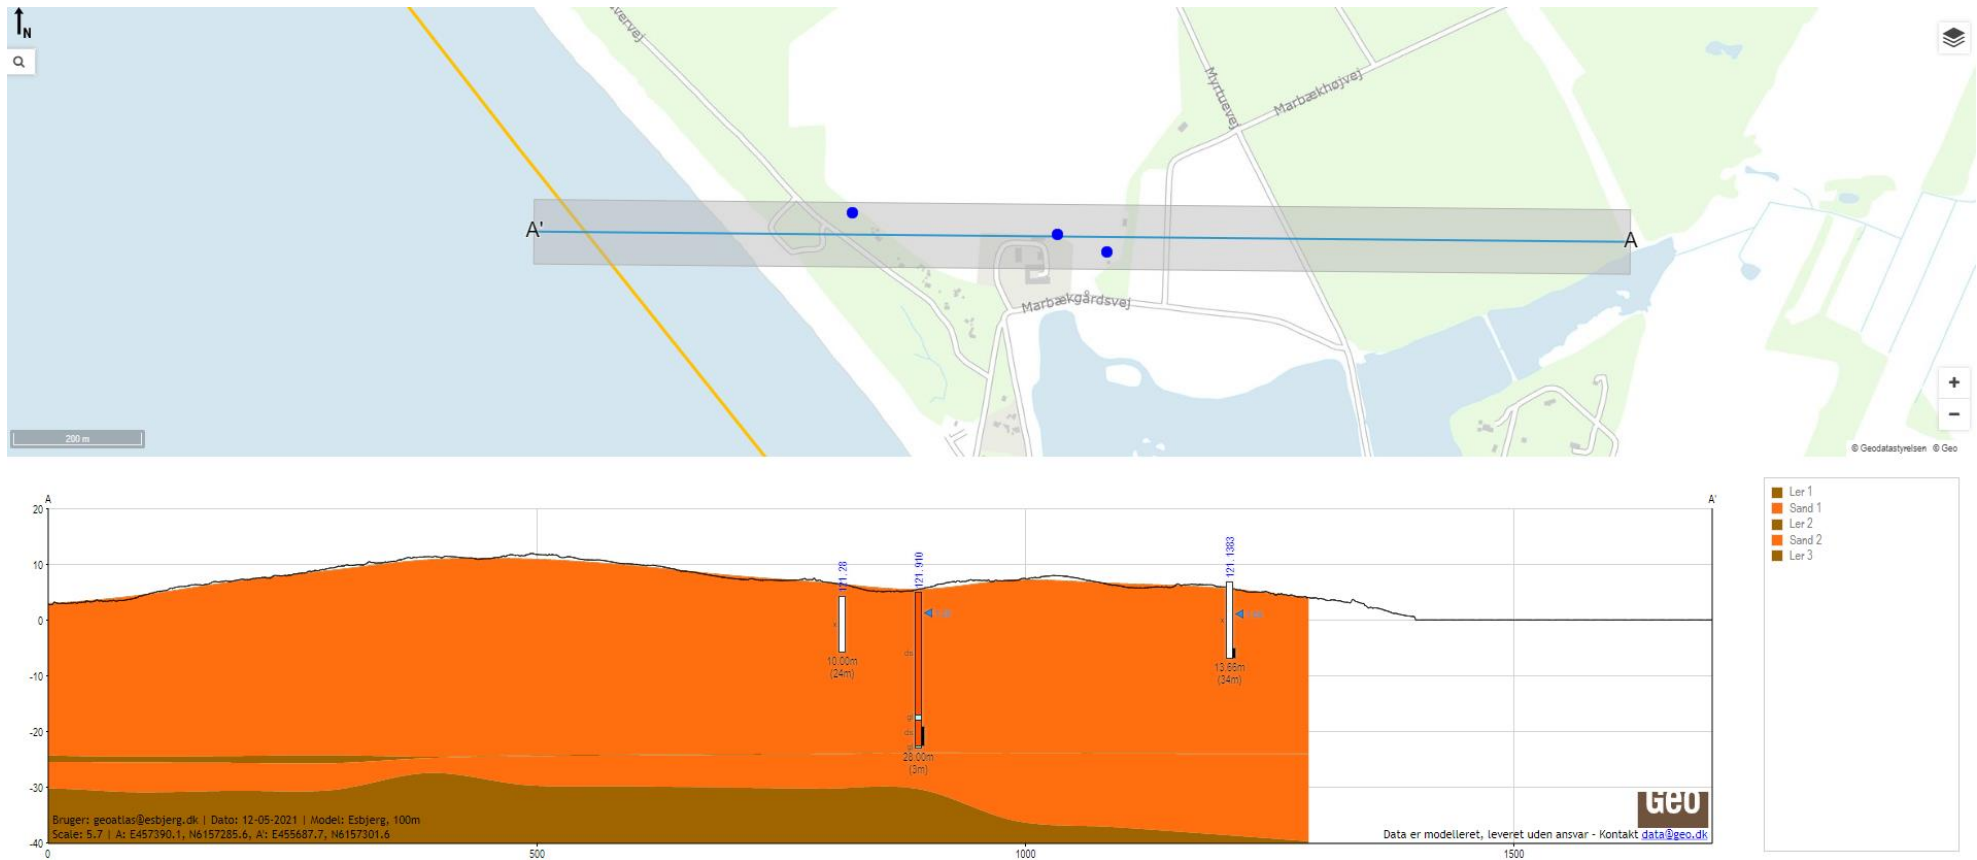 N
Myrtuevej
Marbækhøjvej
A'
A
Marbækgårdsvej
200 m
+
−
© Geodatastyrelsen © Geo
A
A'
20
10
0
-10
-20
-30
-40
0
500
1000
1500
121.28
10.00m
(24m)
121.910
28.00m
(3m)
121.1383
13.66m
(34m)
Bruger: geoatlas@esbjerg.dk | Dato: 12-05-2021 | Model: Esbjerg, 100m
Scale: 5.7 | A: E457390.1, N6157285.6, A': E455687.7, N6157301.6
Geo
Data er modelleret, leveret uden ansvar - Kontakt data@geo.dk
Ler 1
Sand 1
Ler 2
Sand 2
Ler 3